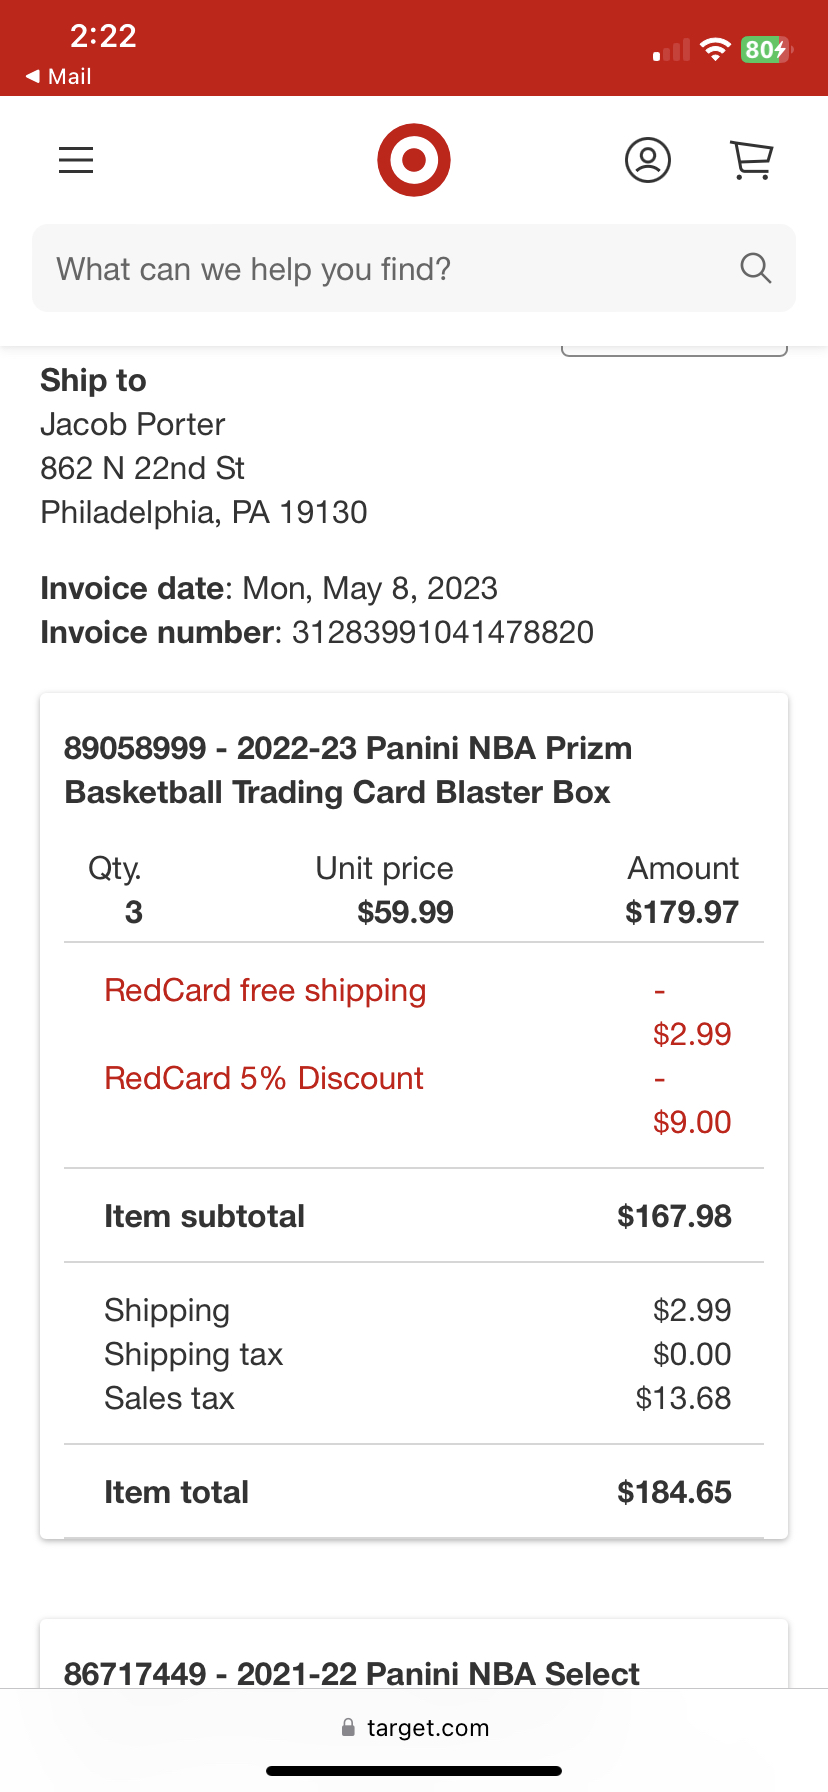 2:22
80
◀ Mail
What can we help you find?
Ship to
Jacob Porter
862 N 22nd St
Philadelphia, PA 19130
Invoice date: Mon, May 8, 2023
Invoice number: 31283991041478820
89058999 - 2022-23 Panini NBA Prizm
Basketball Trading Card Blaster Box
Qty. Unit price Amount
3 $59.99 $179.97
RedCard free shipping -
$2.99
RedCard 5% Discount -
$9.00
Item subtotal $167.98
Shipping $2.99
Shipping tax $0.00
Sales tax $13.68
Item total $184.65
86717449 - 2021-22 Panini NBA Select
target.com